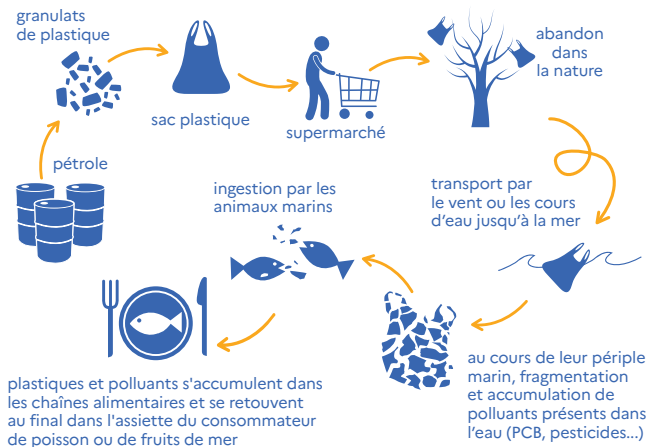 granulats
de plastique
sac plastique
supermarché
abandon
dans
la nature
pétrole
transport par
le vent ou les cours
d'eau jusqu'à la mer
ingestion par les
animaux marins
au cours de leur périple
marin, fragmentation
et accumulation de
polluants présents dans
l'eau (PCB, pesticides...)
plastiques et polluants s'accumulent dans
les chaînes alimentaires et se retouvent
au final dans l'assiette du consommateur
de poisson ou de fruits de mer